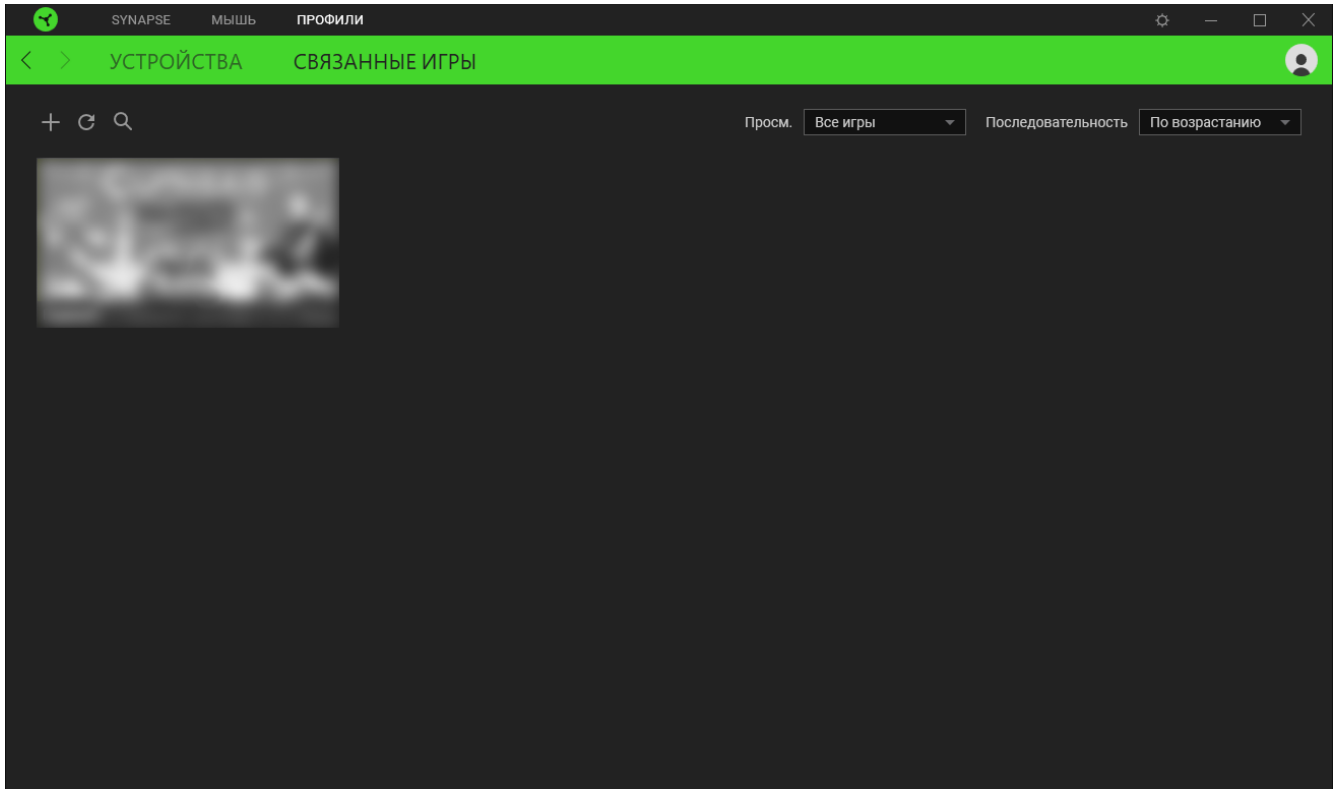 SYNAPSE МЫШЬ ПРОФИЛИ
УСТРОЙСТВА СВЯЗАННЫЕ ИГРЫ
Просм. Все игры Последовательность По возрастанию